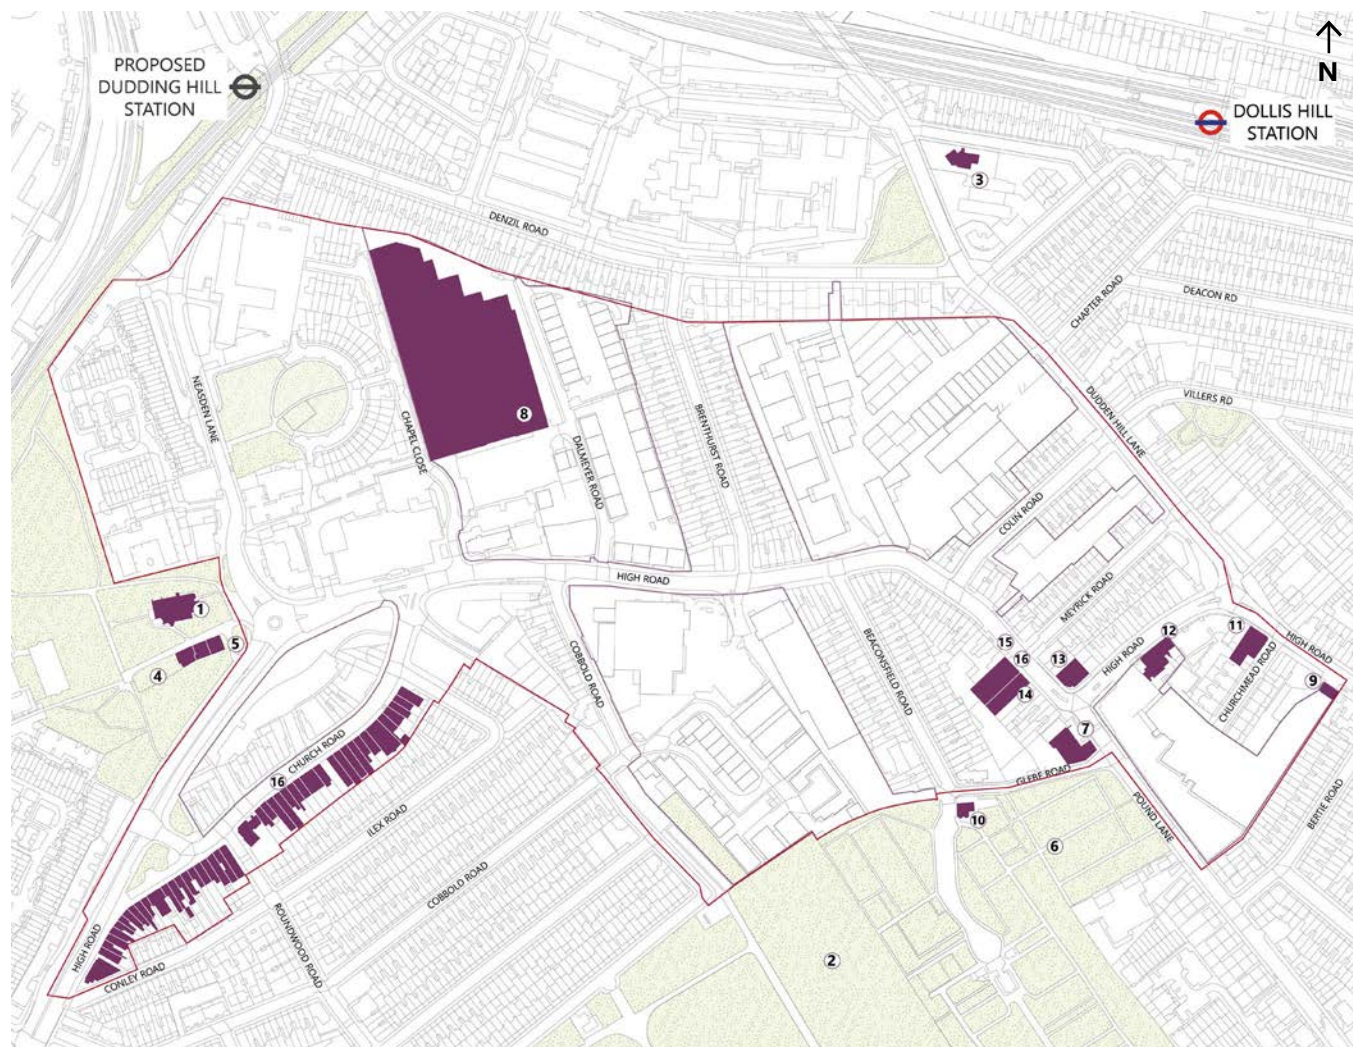 PROPOSED
DUDDING HILL
STATION
N
DOLLIS HILL
STATION
3
DENZIL ROAD
CHAPTER ROAD
DEACON RD
NEASDEN LANE
8
CHAPEL CLOSE
DALMEYER ROAD
BRENTHURST ROAD
DUDDEN HILL LANE
VILLERS RD
COLIN ROAD
HIGH ROAD
MEYRICK ROAD
1
5
4
COBBOLD ROAD
BEACONSFIELD ROAD
15
16
14
13
HIGH ROAD
12
11
HIGH ROAD
CHURCHMEAD ROAD
9
7
GLEBE ROAD
CHURCH ROAD
16
ILEX ROAD
10
6
POUND LANE
BERTIE ROAD
COBBOLD ROAD
ROUNDWOOD ROAD
HIGH ROAD
CONLEY ROAD
2